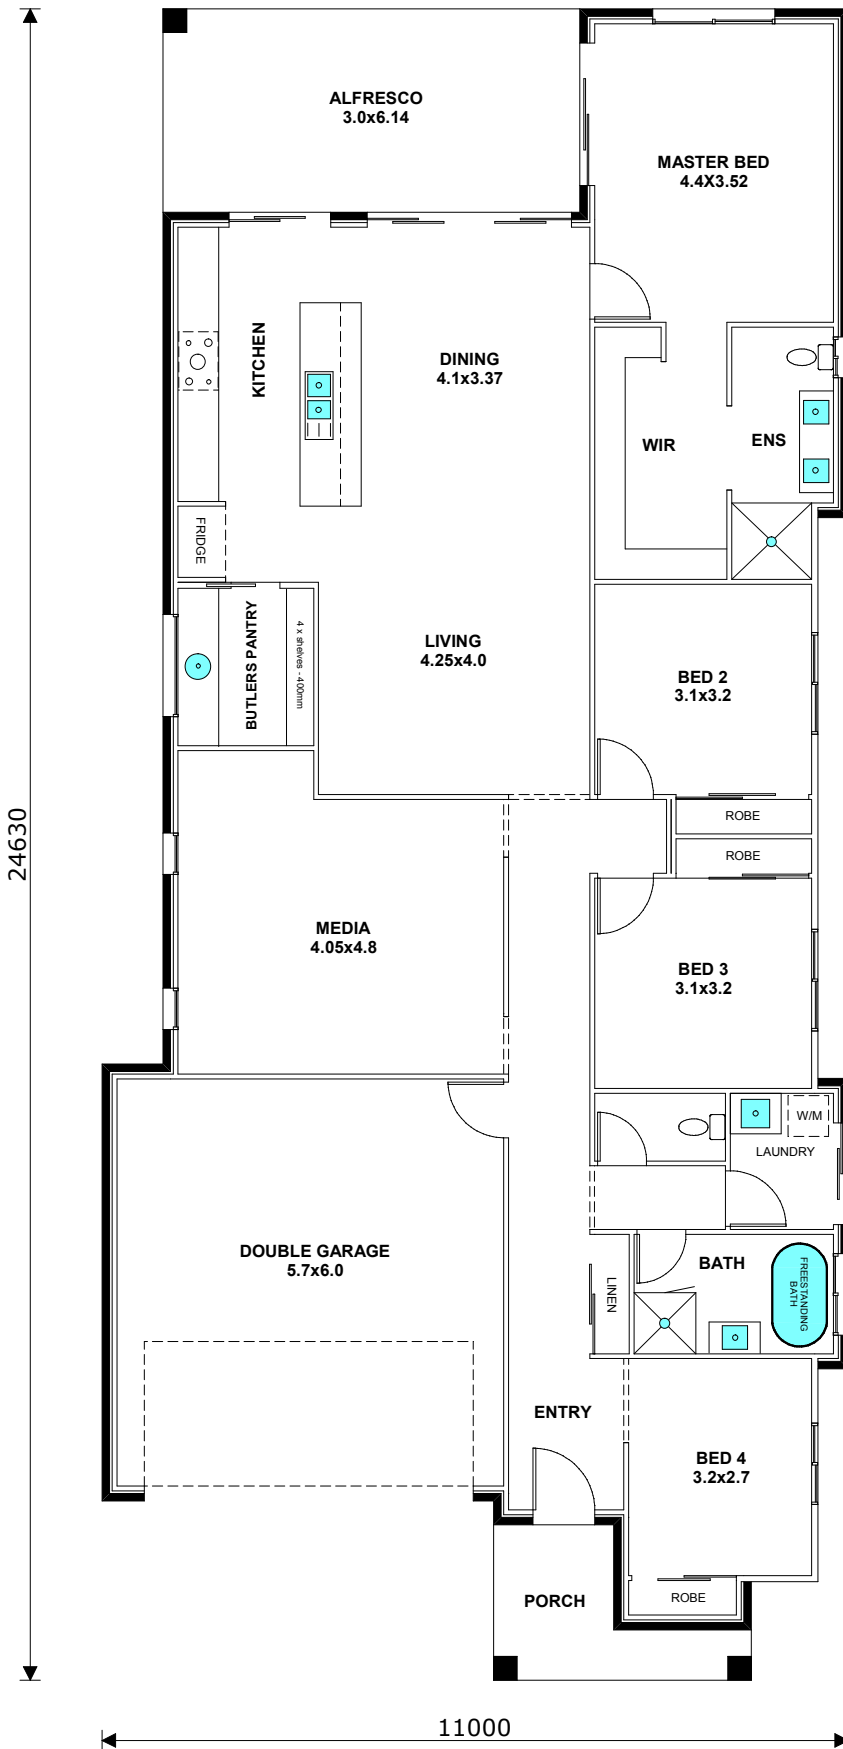 ALFRESCO
3.0x6.14
MASTER BED
4.4X3.52
KITCHEN
DINING
4.1x3.37
WIR
ENS
FRIDGE
BUTLERS PANTRY
4 x shelves - 400mm
LIVING
4.25x4.0
BED 2
3.1x3.2
ROBE
ROBE
24630
MEDIA
4.05x4.8
BED 3
3.1x3.2
W/M
LAUNDRY
DOUBLE GARAGE
5.7x6.0
LINEN
BATH
FREESTANDING
BATH
ENTRY
BED 4
3.2x2.7
PORCH
ROBE
11000